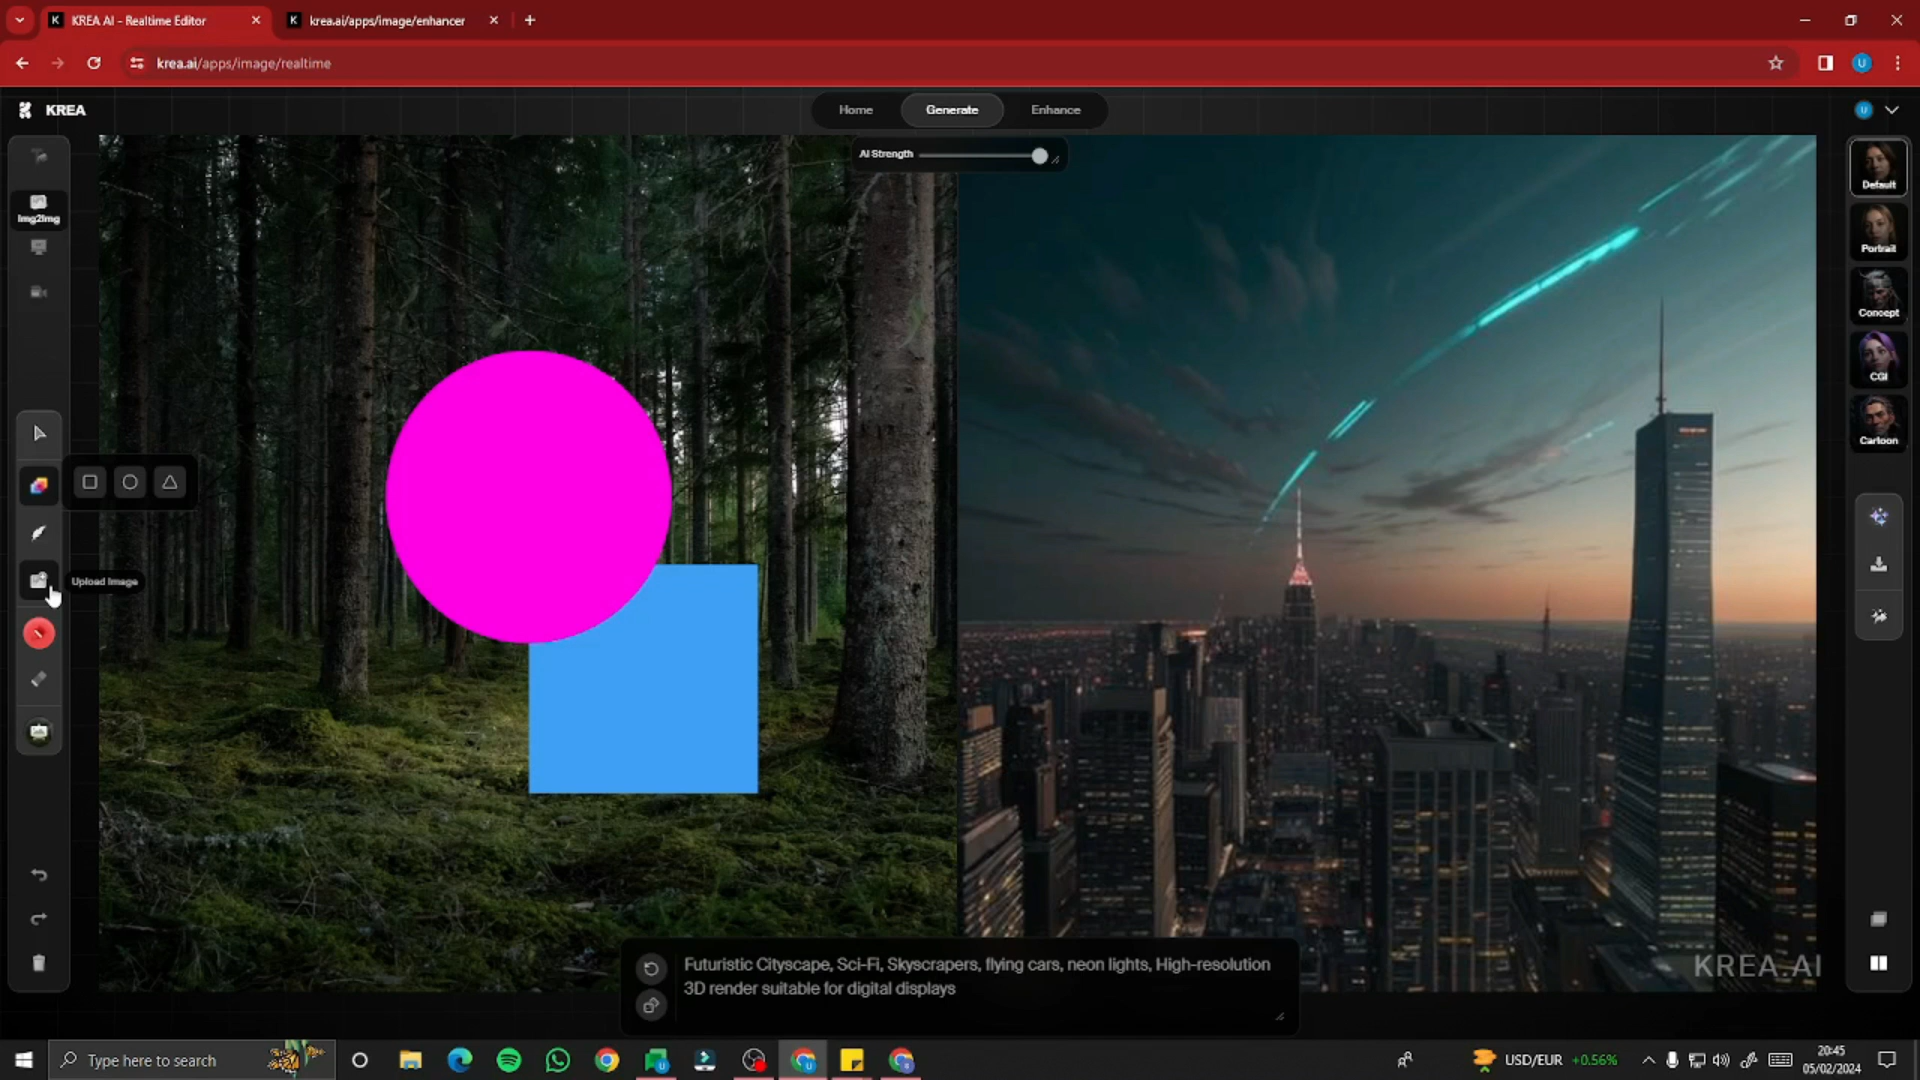 KREA AI - Realtime Editor
krea.ai/apps/image/enhancer
krea.ai/apps/image/realtime
KREA
Home
Generate
Enhance
AI Strength
Img2Img
Upload Image
Default
Portrait
Concept
CGI
Cartoon
KREA.AI
Futuristic Cityscape, Sci-Fi, Skyscrapers, flying cars, neon lights, High-resolution
3D render suitable for digital displays
Type here to search
USD/EUR +0.56%
20:45
05/02/2024